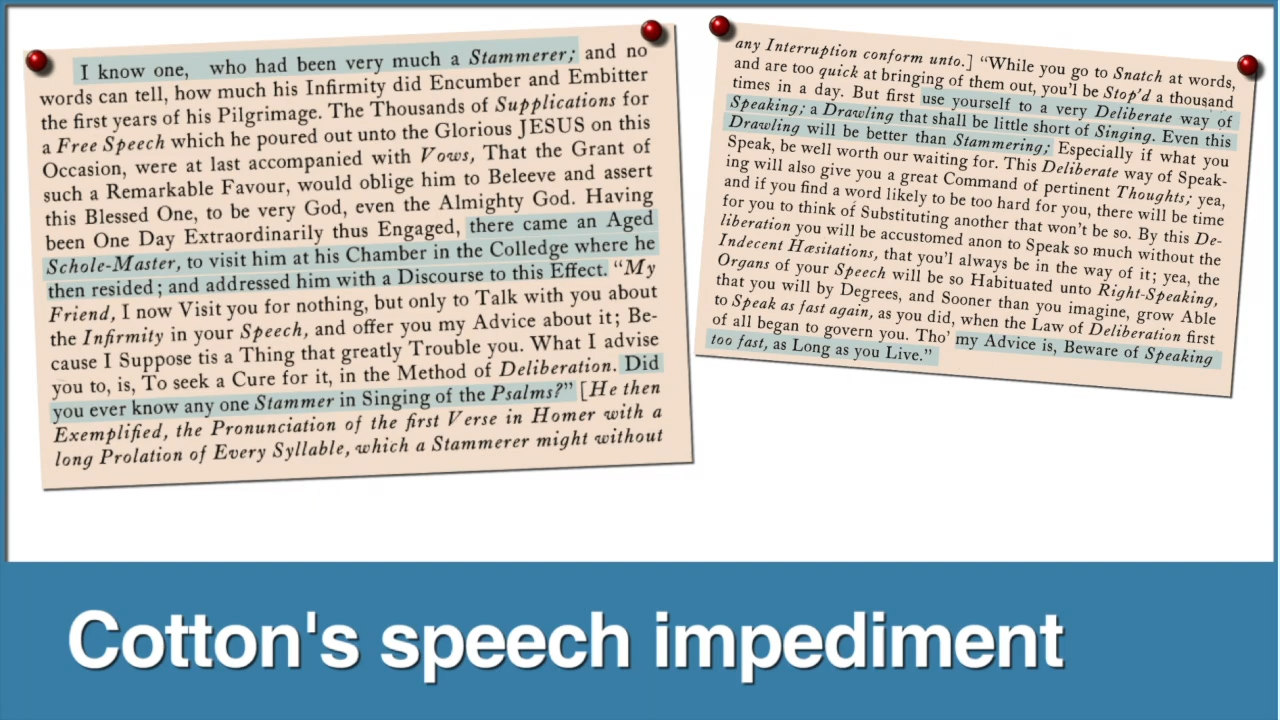 I know one, who had been very much a Stammerer; and no
words can tell, how much his Infirmity did Encumber and Embitter
the first years of his Pilgrimage. The Thousands of Supplications for
a Free Speech which he poured out unto the Glorious JESUS on this
Occasion, were at last accompanied with Vows, That the Grant of
such a Remarkable Favour, would oblige him to Beleeve and assert
this Blessed One, to be very God, even the Almighty God. Having
been One Day Extraordinarily thus Engaged, there came an Aged
Schole-Master, to visit him at his Chamber in the Colledge where he
then resided; and addressed him with a Discourse to this Effect. “My
Friend, I now Visit you for nothing, but only to Talk with you about
the Infirmity in your Speech, and offer you my Advice about it; Be-
cause I Suppose tis a Thing that greatly Trouble you. What I advise
you to, is, To seek a Cure for it, in the Method of Deliberation. Did
you ever know any one Stammer in Singing of the Psalms?” [He then
Exemplified, the Pronunciation of the first Verse in Homer with a
long Prolation of Every Syllable, which a Stammerer might without
any Interruption conform unto.] “While you go to Snatch at words,
and are too quick at bringing of them out, you’ll be Stop’d a thousand
times in a day. But first use yourself to a very Deliberate way of
Speaking; a Drawling that shall be little short of Singing. Even this
Drawling will be better than Stammering; Especially if what you
Speak, be well worth our waiting for. This Deliberate way of Speak-
ing will also give you a great Command of pertinent Thoughts; yea,
and if you find a word likely to be too hard for you, there will be time
for you to think of Substituting another that won’t be so. By this De-
liberation you will be accustomed anon to Speak so much without the
Indecent Hæsitations, that you’ll always be in the way of it; yea, the
Organs of your Speech will be so Habituated unto Right-Speaking,
that you will by Degrees, and Sooner than you imagine, grow Able
to Speak as fast again, as you did, when the Law of Deliberation first
of all began to govern you. Tho’ my Advice is, Beware of Speaking
too fast, as Long as you Live.”
Cotton's speech impediment